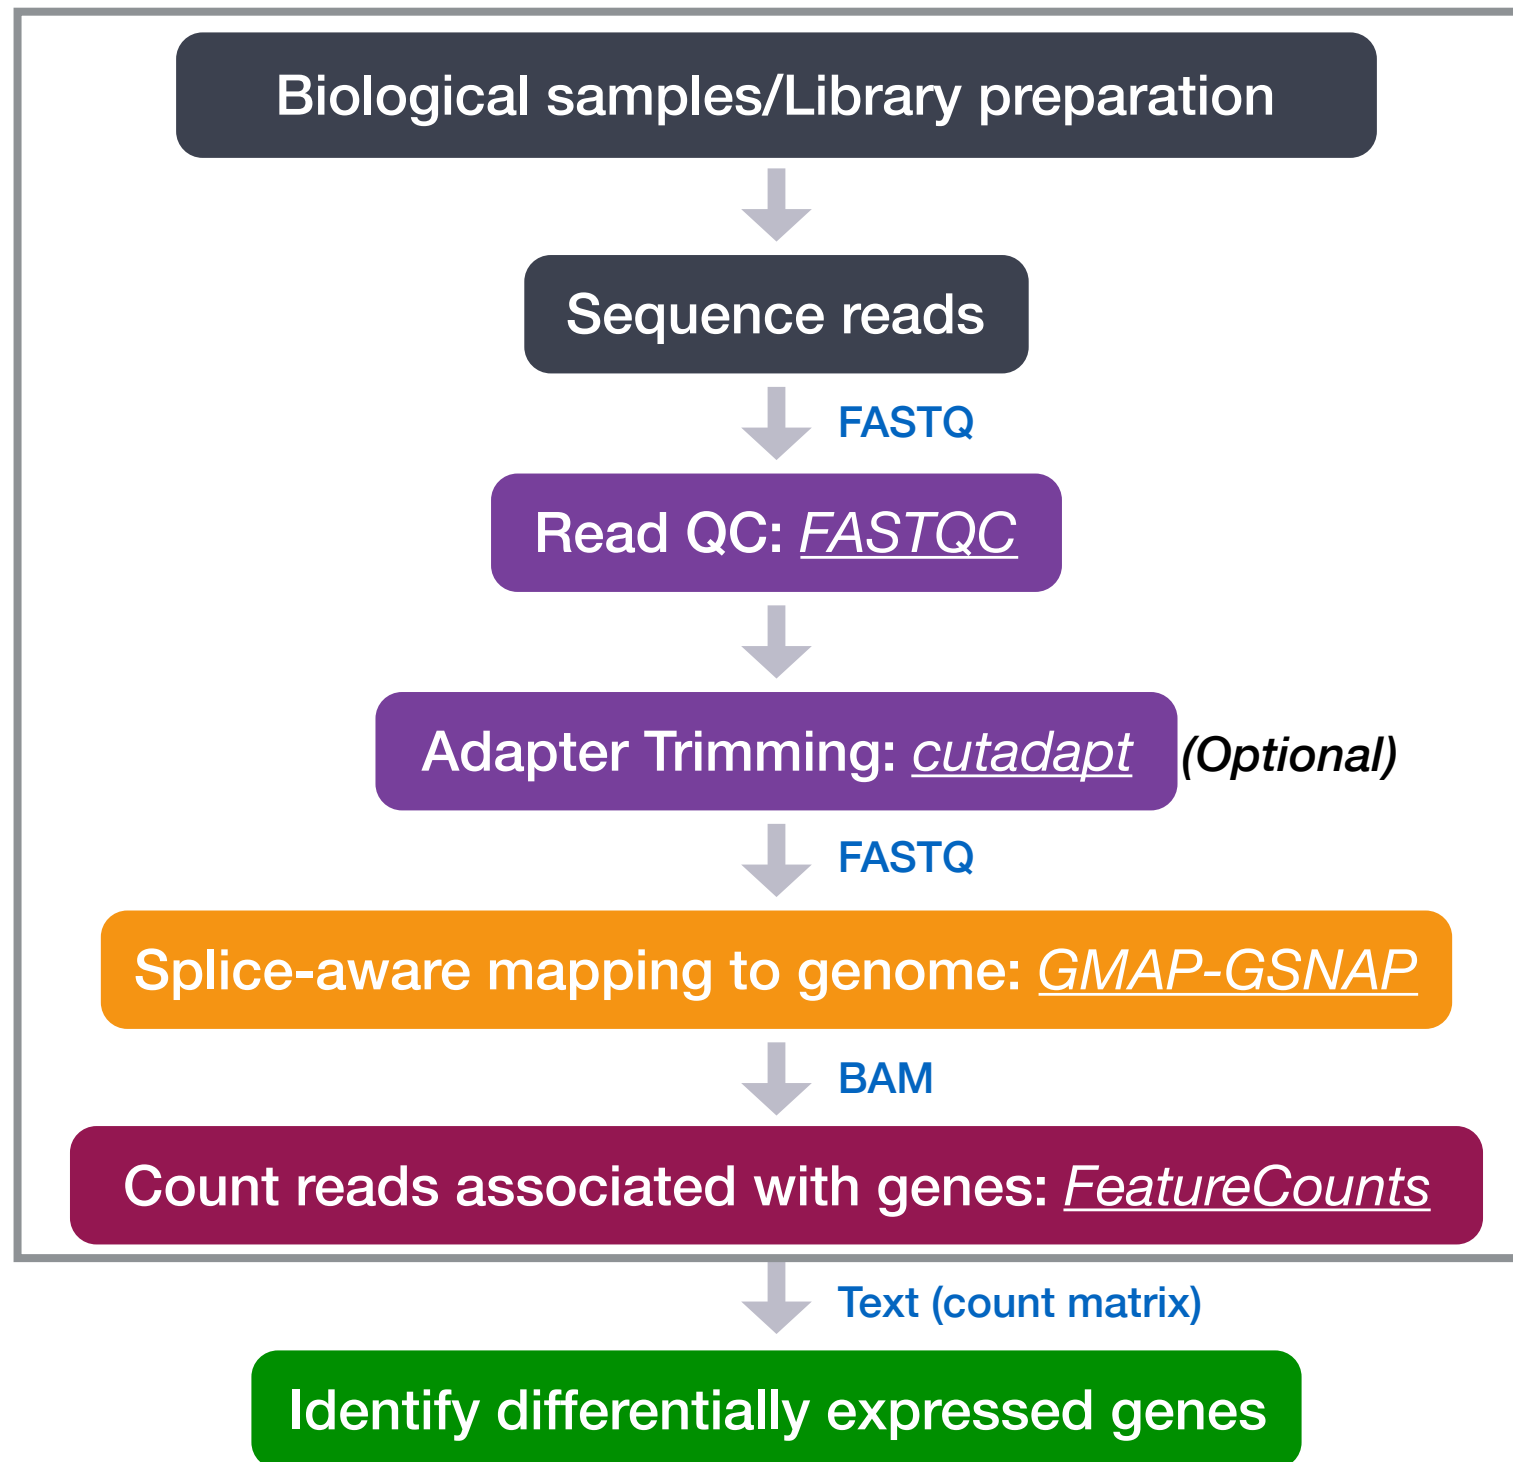 Biological samples/Library preparation
Sequence reads
FASTQ
Read QC: FASTQC
Adapter Trimming: cutadapt (Optional)
FASTQ
Splice-aware mapping to genome: GMAP-GSNAP
BAM
Count reads associated with genes: FeatureCounts
Text (count matrix)
Identify differentially expressed genes